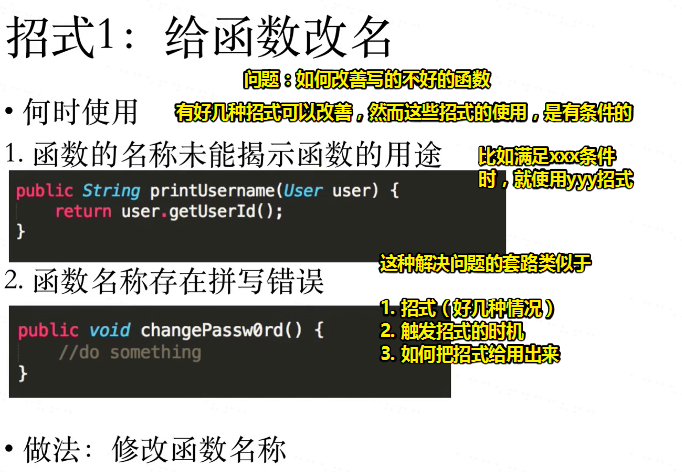 招式1：给函数改名
问题：如何改善写的不好的函数
• 何时使用
有好几种招式可以改善，然而这些招式的使用，是有条件的
1. 函数的名称未能揭示函数的用途
比如满足xxx条件
时，就使用yyy招式
public String printUsername(User user) {
return user.getUserId();
}
这种解决问题的套路类似于
2. 函数名称存在拼写错误
1. 招式（好几种情况）
2. 触发招式的时机
3. 如何把招式给用出来
public void changePassw0rd() {
//do something
}
• 做法：修改函数名称